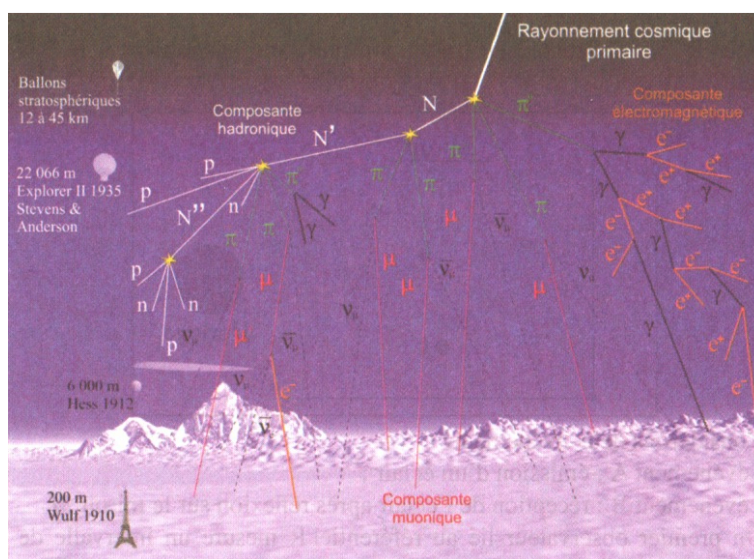 Rayonnement cosmique
primaire
Ballons
stratosphériques
12 à 45 km
Composante
hadronique
Composante
électromagnétique
N
N'
π
e⁻
γ
e⁺
e⁻
γ
22 066 m
Explorer II 1935
Stevens &
Anderson
p
p
N''
n
π
γ
γ
π
π
π
π
π
μ
μ
μ
μ
μ
μ
γ
e⁻
e⁺
e⁻
γ
e⁻
e⁺
γ
γ
e⁺
e⁻
p
n
n
p
e⁻
ν̄
6 000 m
Hess 1912
200 m
Wulf 1910
Composante
muonique